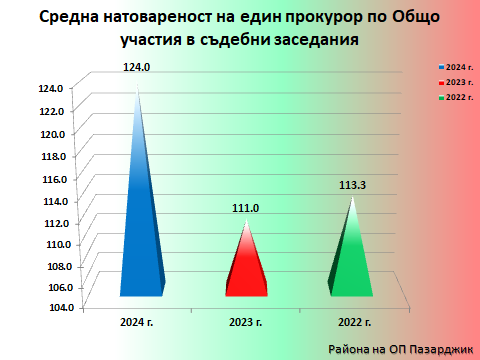 Средна натовареност на един прокурор по Общо
участия в съдебни заседания
124.0
122.0
120.0
118.0
116.0
114.0
112.0
110.0
108.0
106.0
104.0
124.0
111.0
113.3
2024 г.
2023 г.
2022 г.
2024 г.
2023 г.
2022 г.
Района на ОП Пазарджик